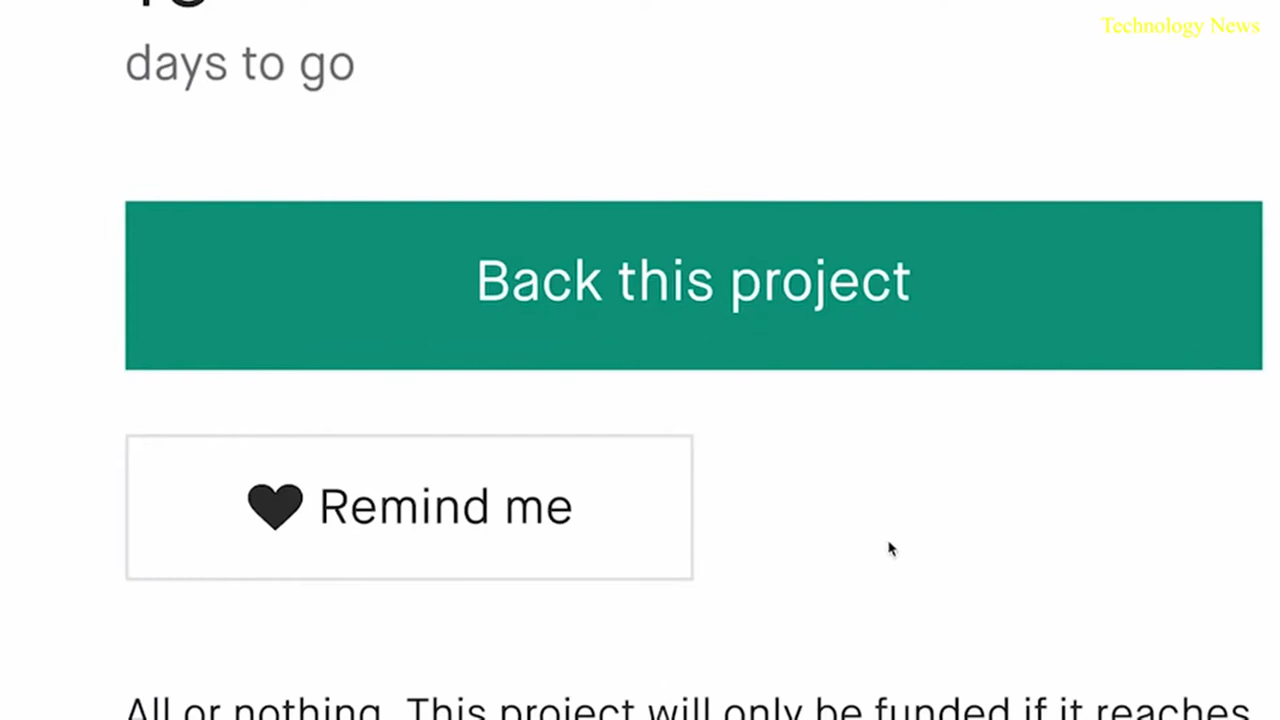 Technology News
days to go
Back this project
Remind me
All or nothing. This project will only be funded if it reaches